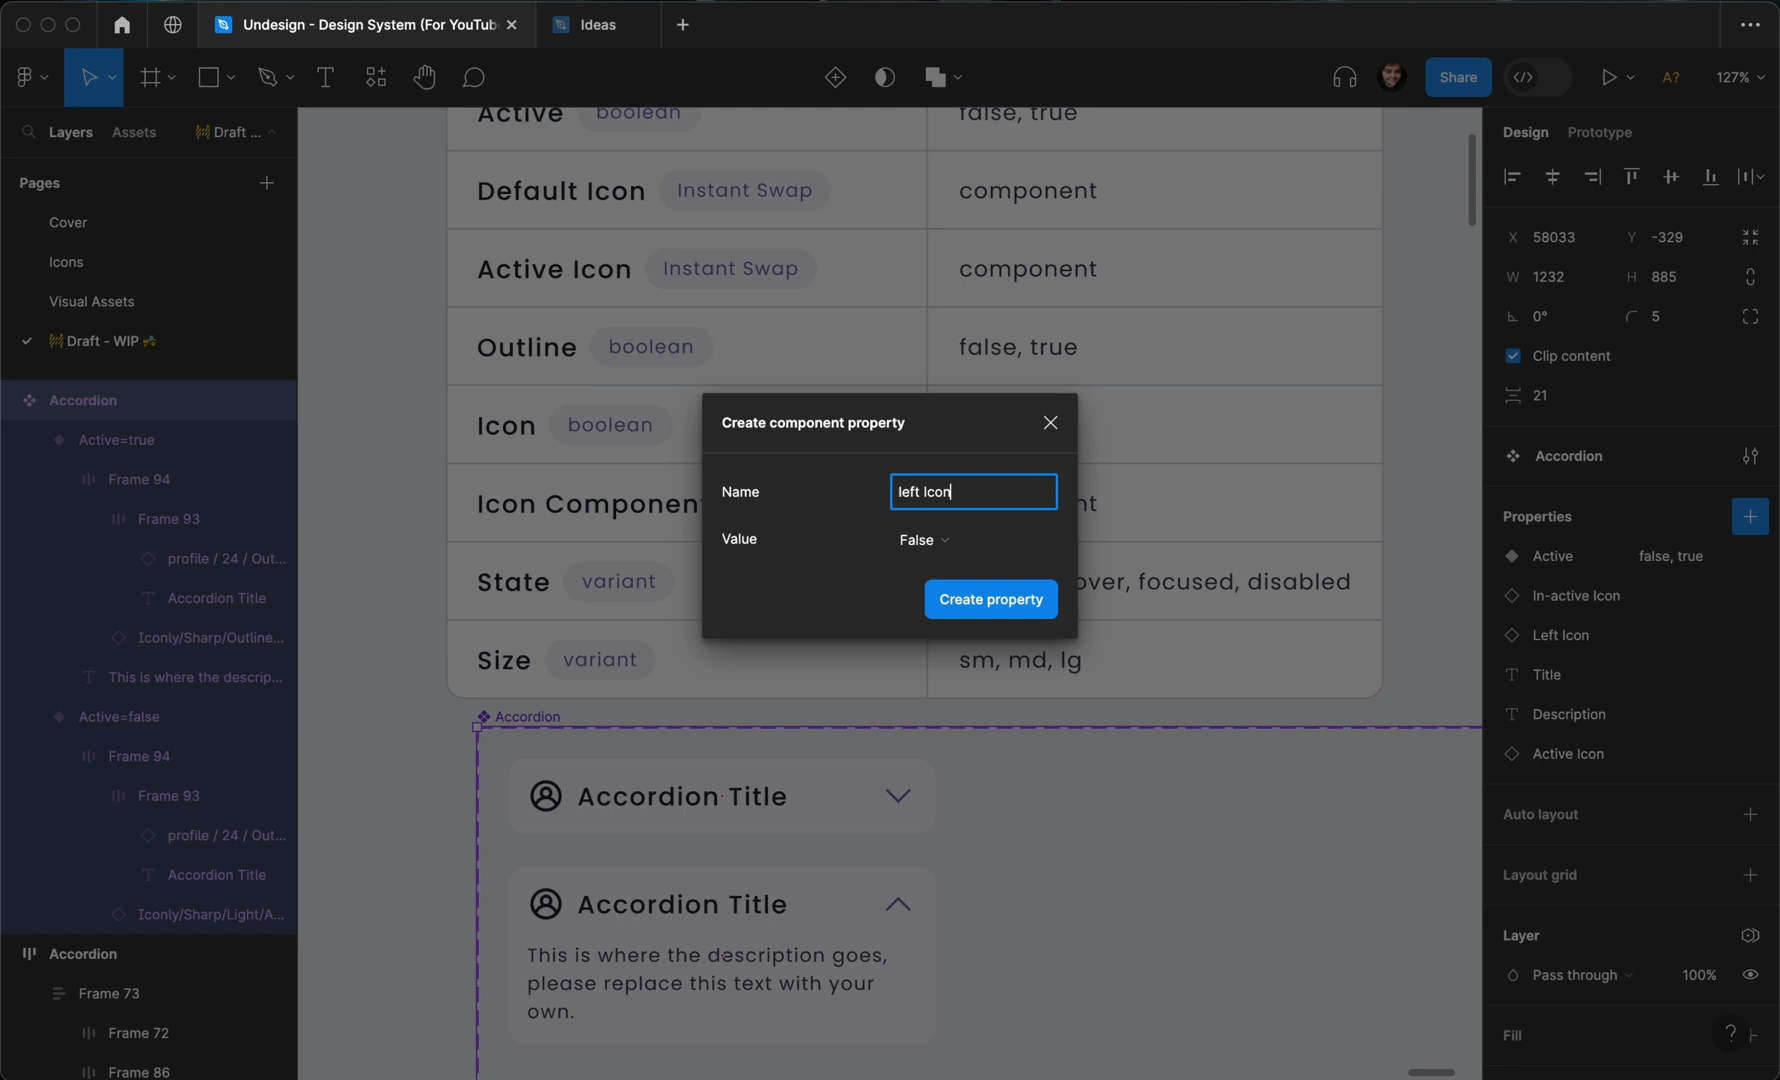 Undesign - Design System (For YouTub
Ideas
Share
A?
127%
Layers
Assets
Draft ...
Pages
Cover
Icons
Visual Assets
Draft - WIP
Accordion
Active=true
Frame 94
Frame 93
profile / 24 / Out...
Accordion Title
Iconly/Sharp/Outline...
This is where the descrip...
Active=false
Frame 94
Frame 93
profile / 24 / Out...
Accordion Title
Iconly/Sharp/Light/A...
Accordion
Frame 73
Frame 72
Frame 86
Active boolean false, true
Default Icon Instant Swap component
Active Icon Instant Swap component
Outline boolean false, true
Icon boolean
Icon Component nt
State variant over, focused, disabled
Size variant sm, md, lg
Create component property
Name left Icon
Value False
Create property
Accordion
Accordion Title
Accordion Title
This is where the description goes,
please replace this text with your
own.
Design
Prototype
X 58033 Y -329
W 1232 H 885
0° 5
Clip content
21
Accordion
Properties
Active false, true
In-active Icon
Left Icon
Title
Description
Active Icon
Auto layout
Layout grid
Layer
Pass through 100%
Fill
?